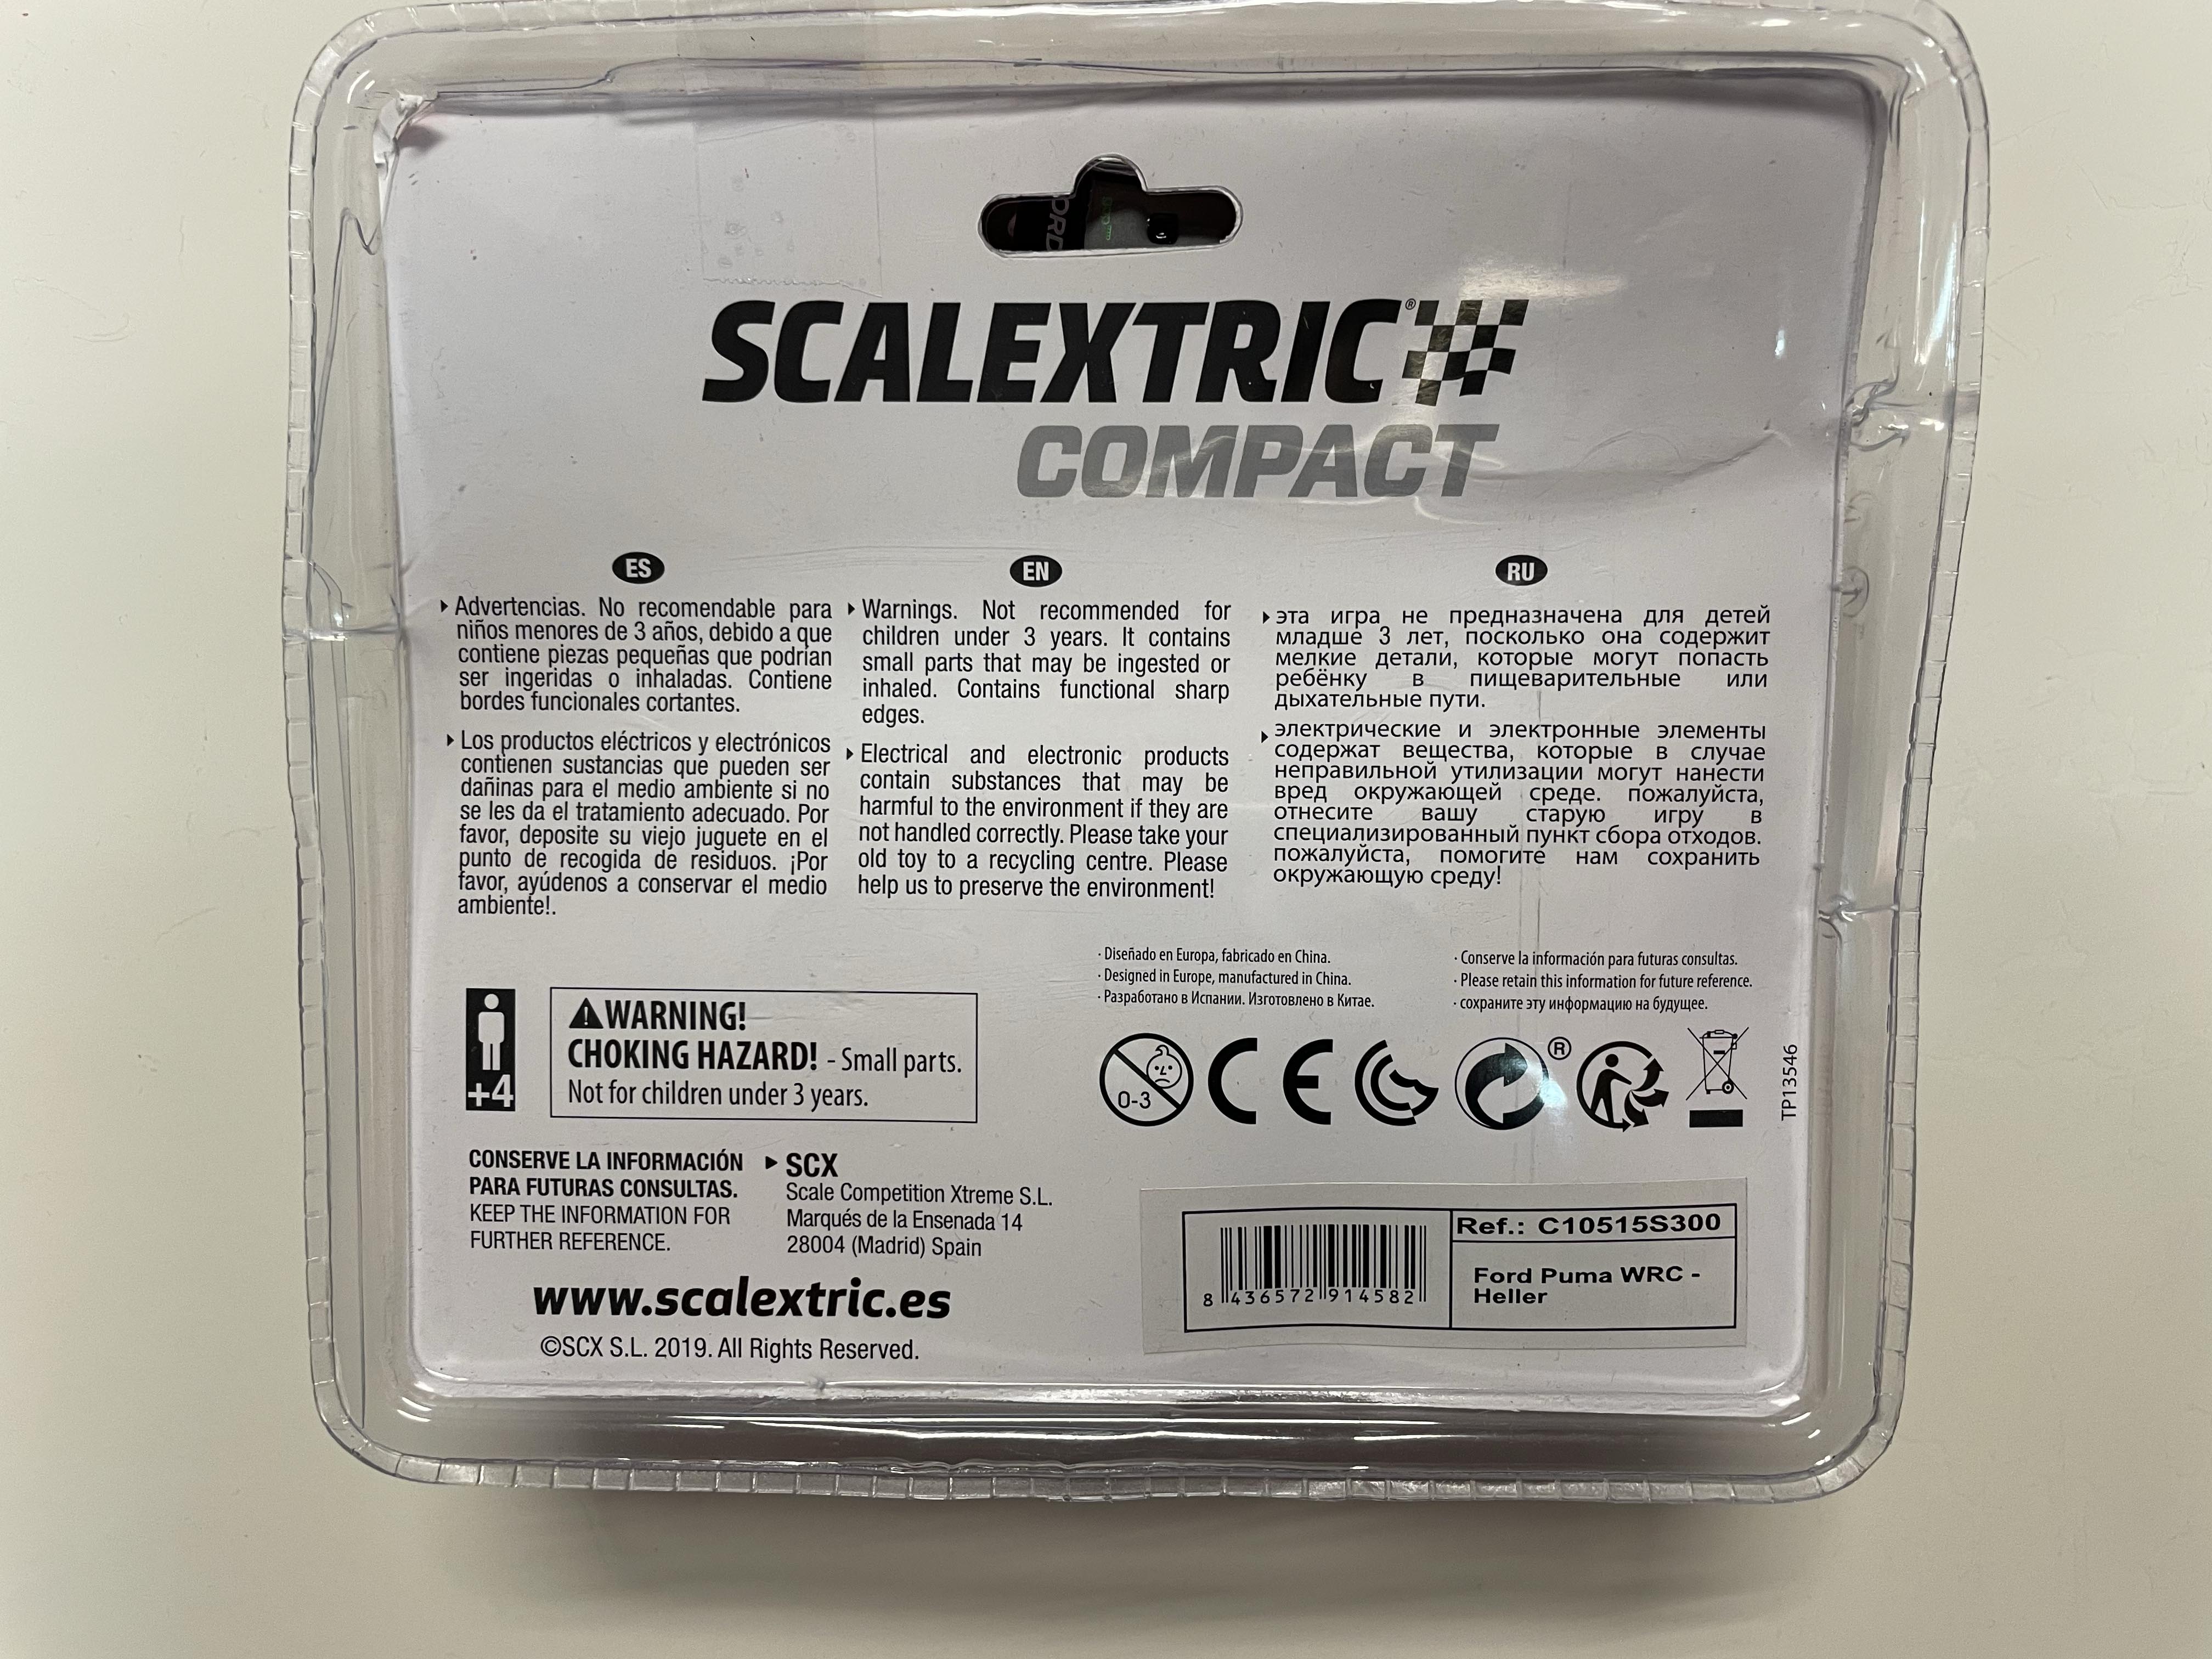 SCALEXTRIC®
COMPACT
ES
Advertencias. No recomendable para
niños menores de 3 años, debido a que
contiene piezas pequeñas que podrían
ser ingeridas o inhaladas. Contiene
bordes funcionales cortantes.
Los productos eléctricos y electrónicos
contienen sustancias que pueden ser
dañinas para el medio ambiente si no
se les da el tratamiento adecuado. Por
favor, deposite su viejo juguete en el
punto de recogida de residuos. ¡Por
favor, ayúdenos a conservar el medio
ambiente!.
EN
Warnings. Not recommended for
children under 3 years. It contains
small parts that may be ingested or
inhaled. Contains functional sharp
edges.
Electrical and electronic products
contain substances that may be
harmful to the environment if they are
not handled correctly. Please take your
old toy to a recycling centre. Please
help us to preserve the environment!
RU
эта игра не предназначена для детей
младше 3 лет, посколько она содержит
мелкие детали, которые могут попасть
ребёнку в пищеварительные или
дыхательные пути.
электрические и электронные элементы
содержат вещества, которые в случае
неправильной утилизации могут нанести
вред окружающей среде. пожалуйста,
отнесите вашу старую игру в
специализированный пункт сбора отходов.
пожалуйста, помогите нам сохранить
окружающую среду!
· Diseñado en Europa, fabricado en China.
· Designed in Europe, manufactured in China.
· Разработано в Испании. Изготовлено в Китае.
· Conserve la información para futuras consultas.
· Please retain this information for future reference.
· сохраните эту информацию на будущее.
+4
WARNING!
CHOKING HAZARD! - Small parts.
Not for children under 3 years.
0-3
CE
®
TP13546
CONSERVE LA INFORMACIÓN
PARA FUTURAS CONSULTAS.
KEEP THE INFORMATION FOR
FURTHER REFERENCE.
SCX
Scale Competition Xtreme S.L.
Marqués de la Ensenada 14
28004 (Madrid) Spain
www.scalextric.es
©SCX S.L. 2019. All Rights Reserved.
8 436572 914582
Ref.: C10515S300
Ford Puma WRC -
Heller